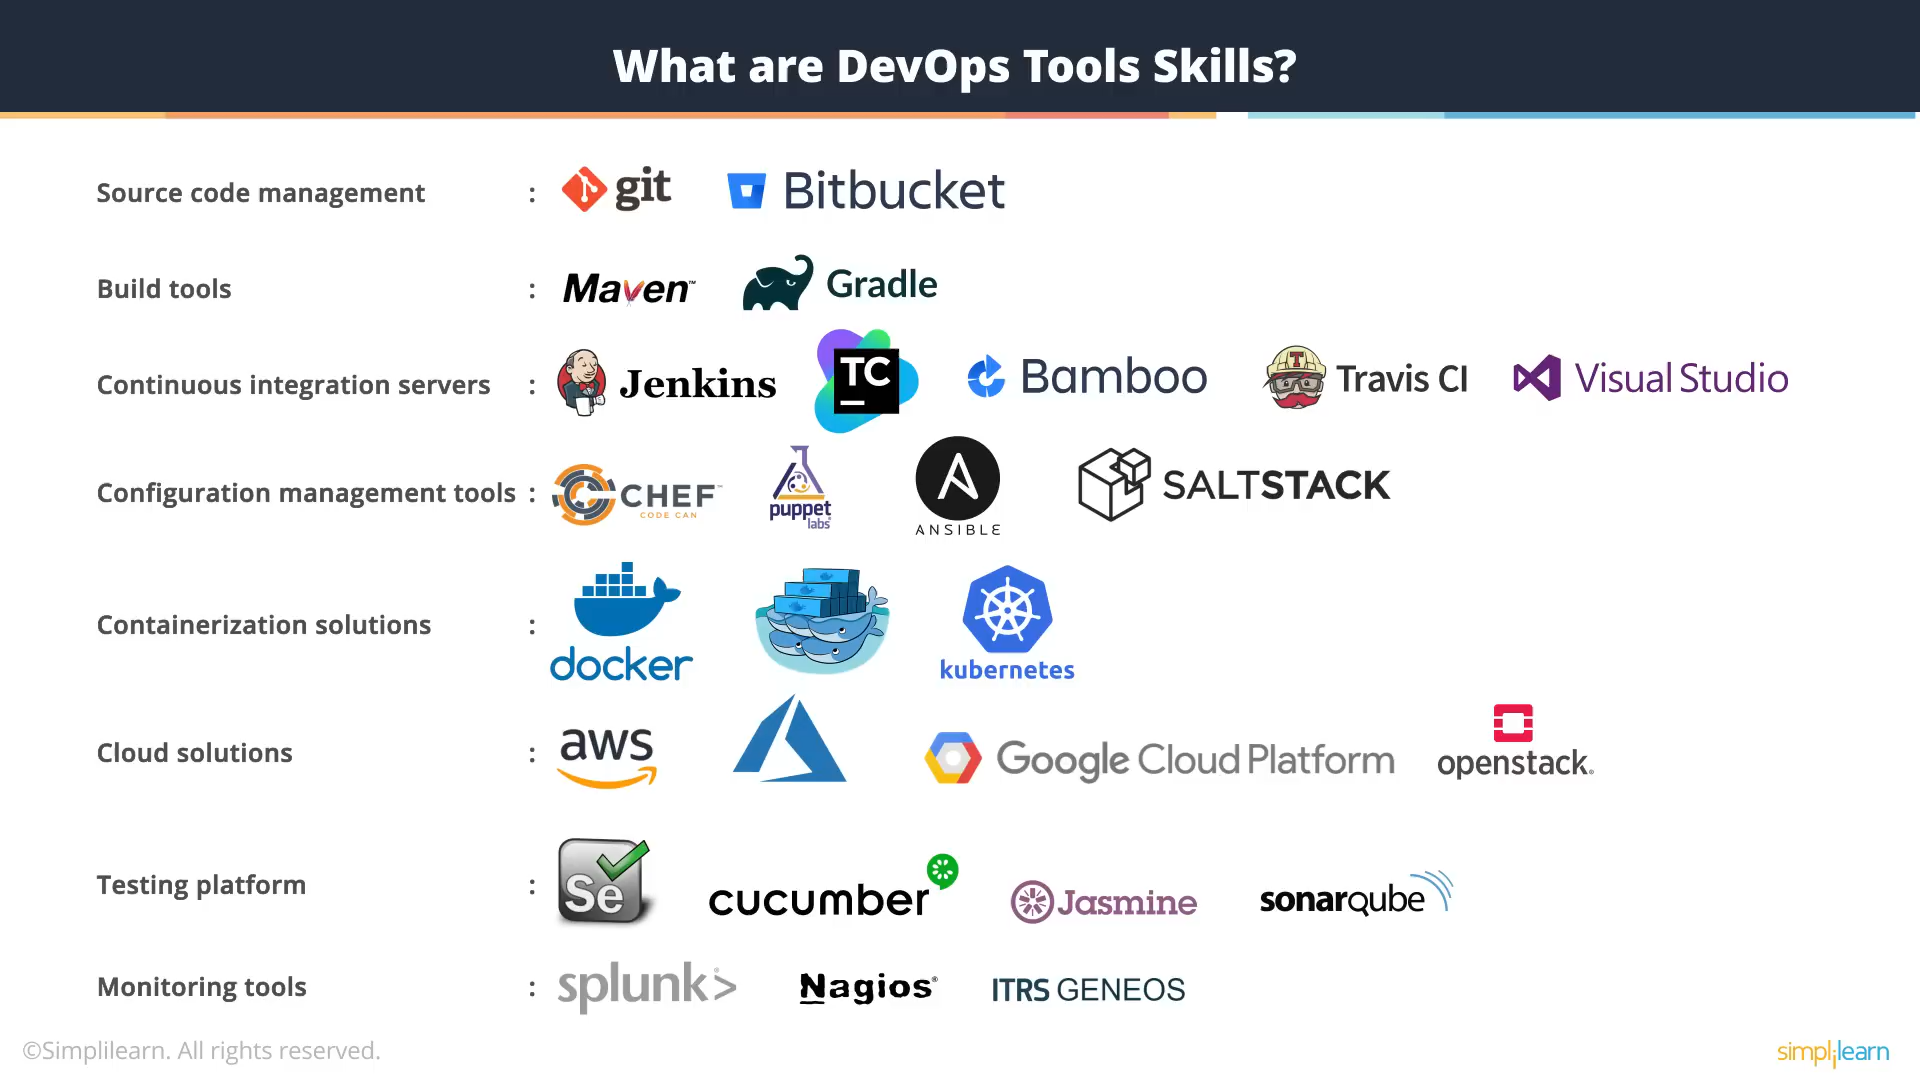 What are DevOps Tools Skills?
Source code management : git Bitbucket
Build tools : Maven™ Gradle
Continuous integration servers : Jenkins TC Bamboo Travis CI Visual Studio
Configuration management tools : CHEF™ CODE CAN puppet labs® ANSIBLE SALTSTACK
Containerization solutions : docker kubernetes
Cloud solutions : aws Google Cloud Platform openstack.
Testing platform : Se cucumber Jasmine sonarqube
Monitoring tools : splunk> Nagios® ITRS GENEOS
©Simplilearn. All rights reserved.
simplilearn